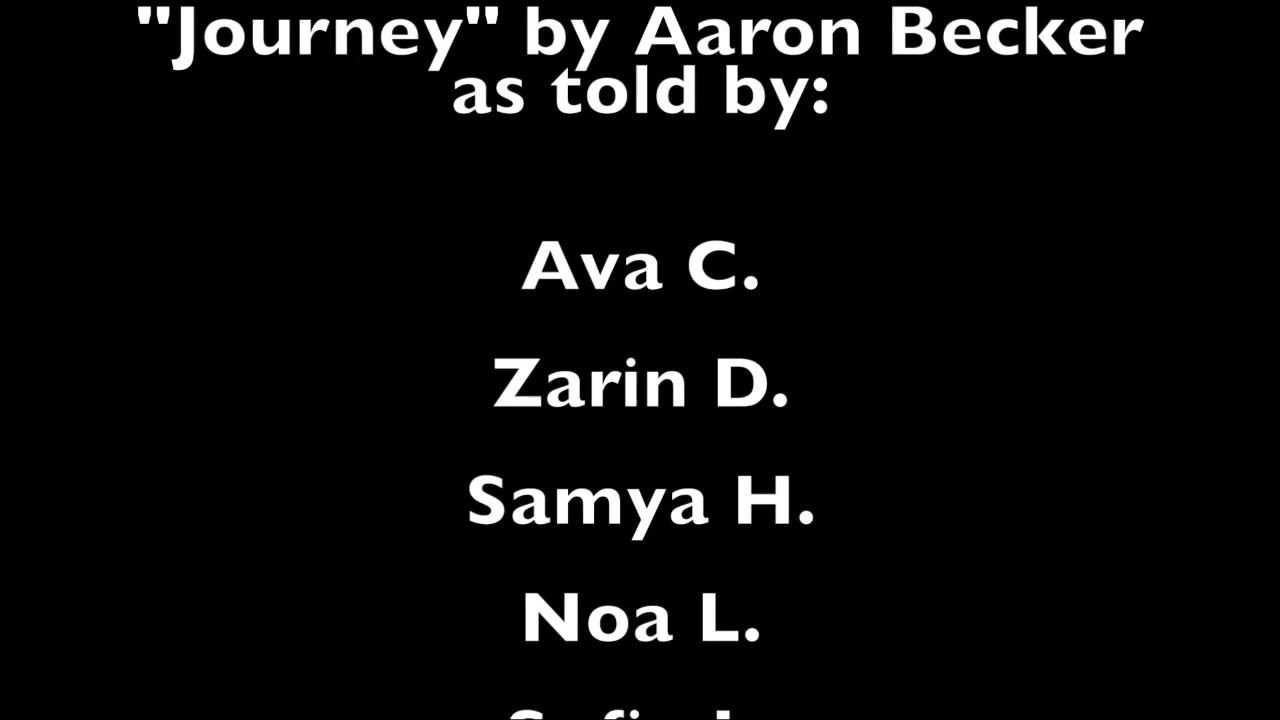 "Journey" by Aaron Becker
as told by:
Ava C.
Zarin D.
Samya H.
Noa L.